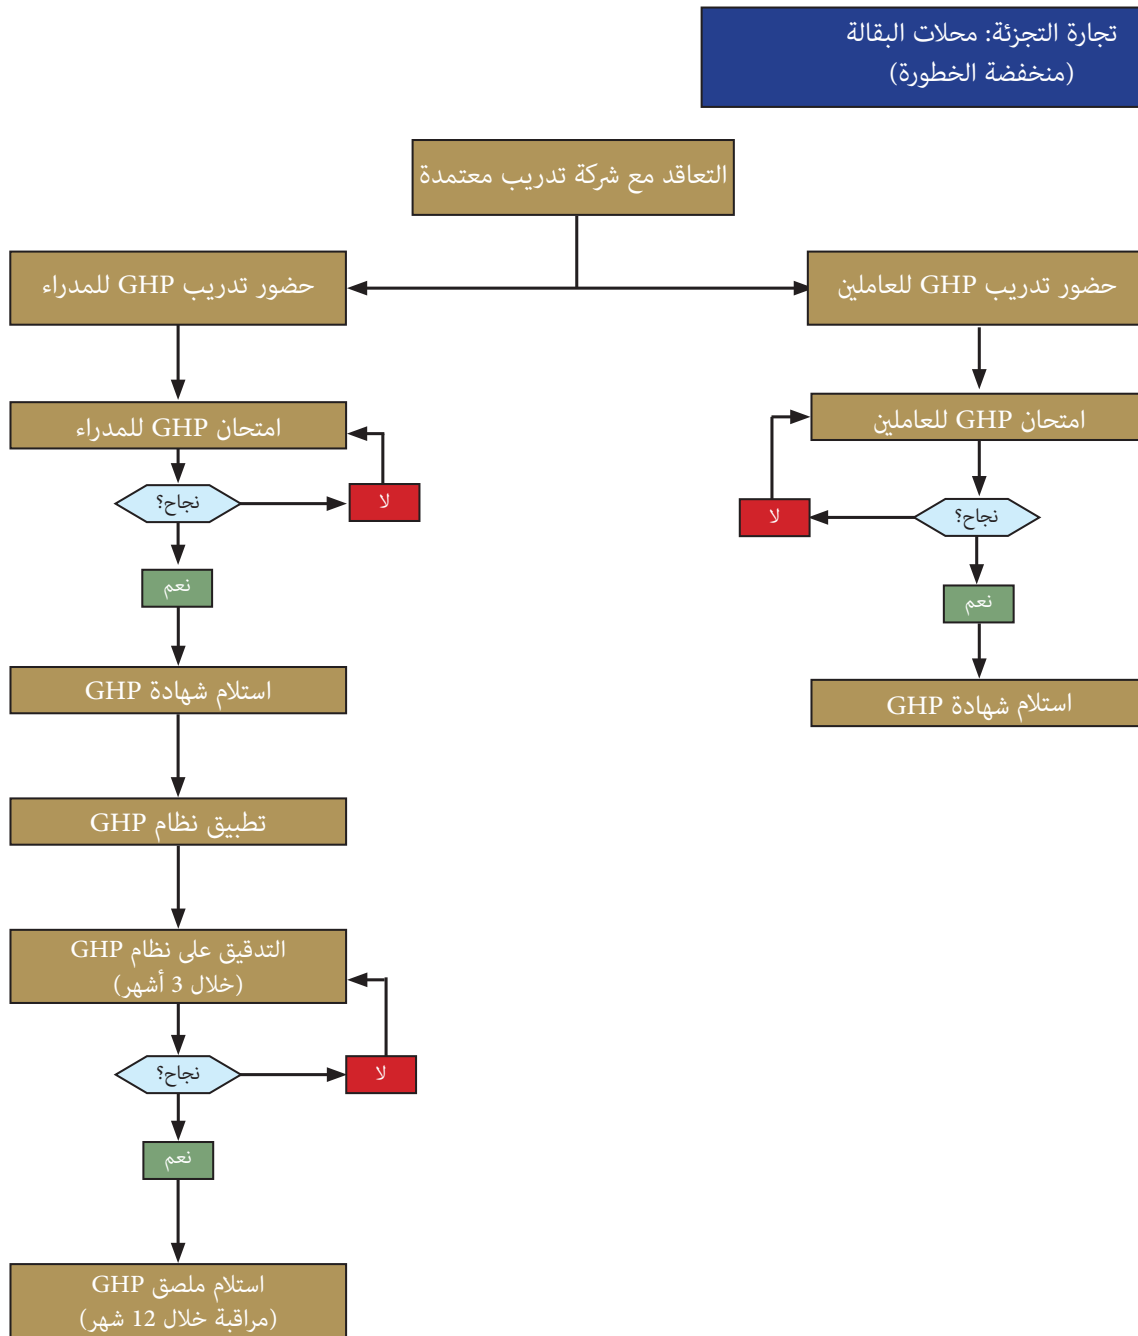 تجارة التجزئة: محلات البقالة
(منخفضة الخطورة)
التعاقد مع شركة تدريب معتمدة
حضور تدريب GHP للعاملين
حضور تدريب GHP للمدراء
امتحان GHP للعاملين
امتحان GHP للمدراء
نجاح؟
لا
نجاح؟
لا
نعم
نعم
استلام شهادة GHP
استلام شهادة GHP
تطبيق نظام GHP
التدقيق على نظام GHP
(خلال 3 أشهر)
نجاح؟
لا
نعم
استلام ملصق GHP
(مراقبة خلال 12 شهر)